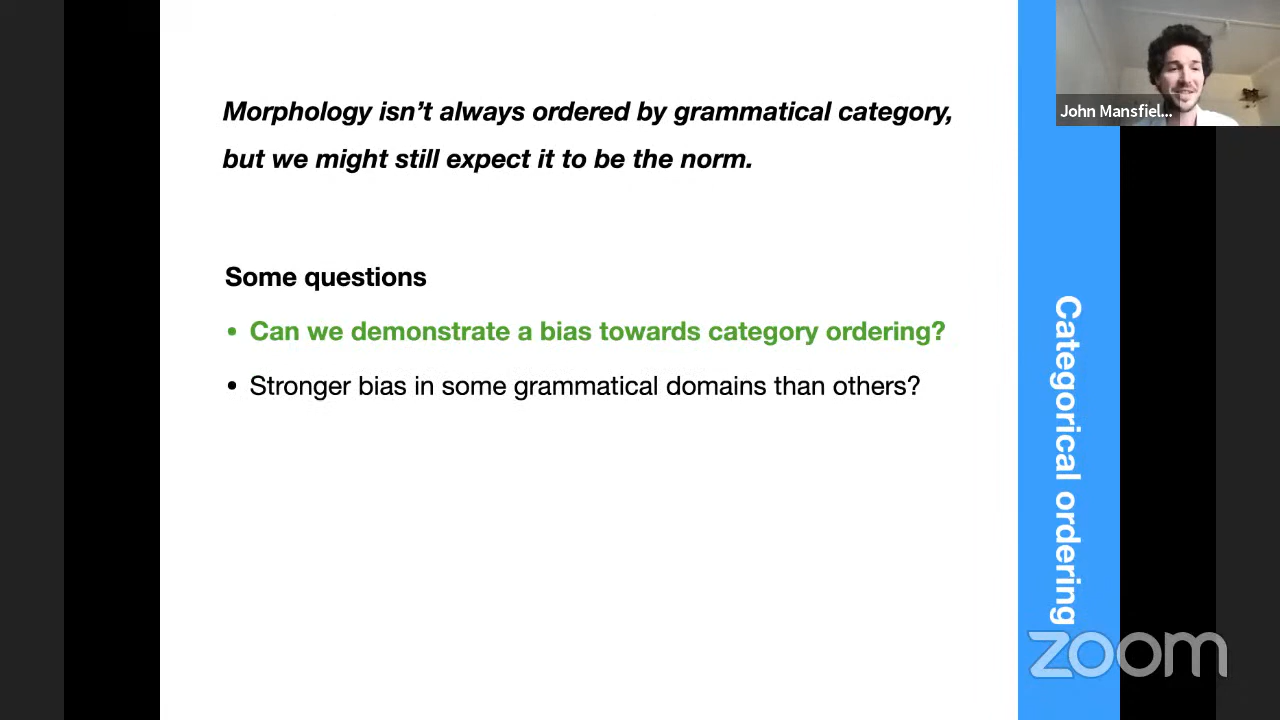 Morphology isn’t always ordered by grammatical category,
but we might still expect it to be the norm.
Some questions
• Can we demonstrate a bias towards category ordering?
• Stronger bias in some grammatical domains than others?
John Mansfiel...
Categorical ordering
zoom